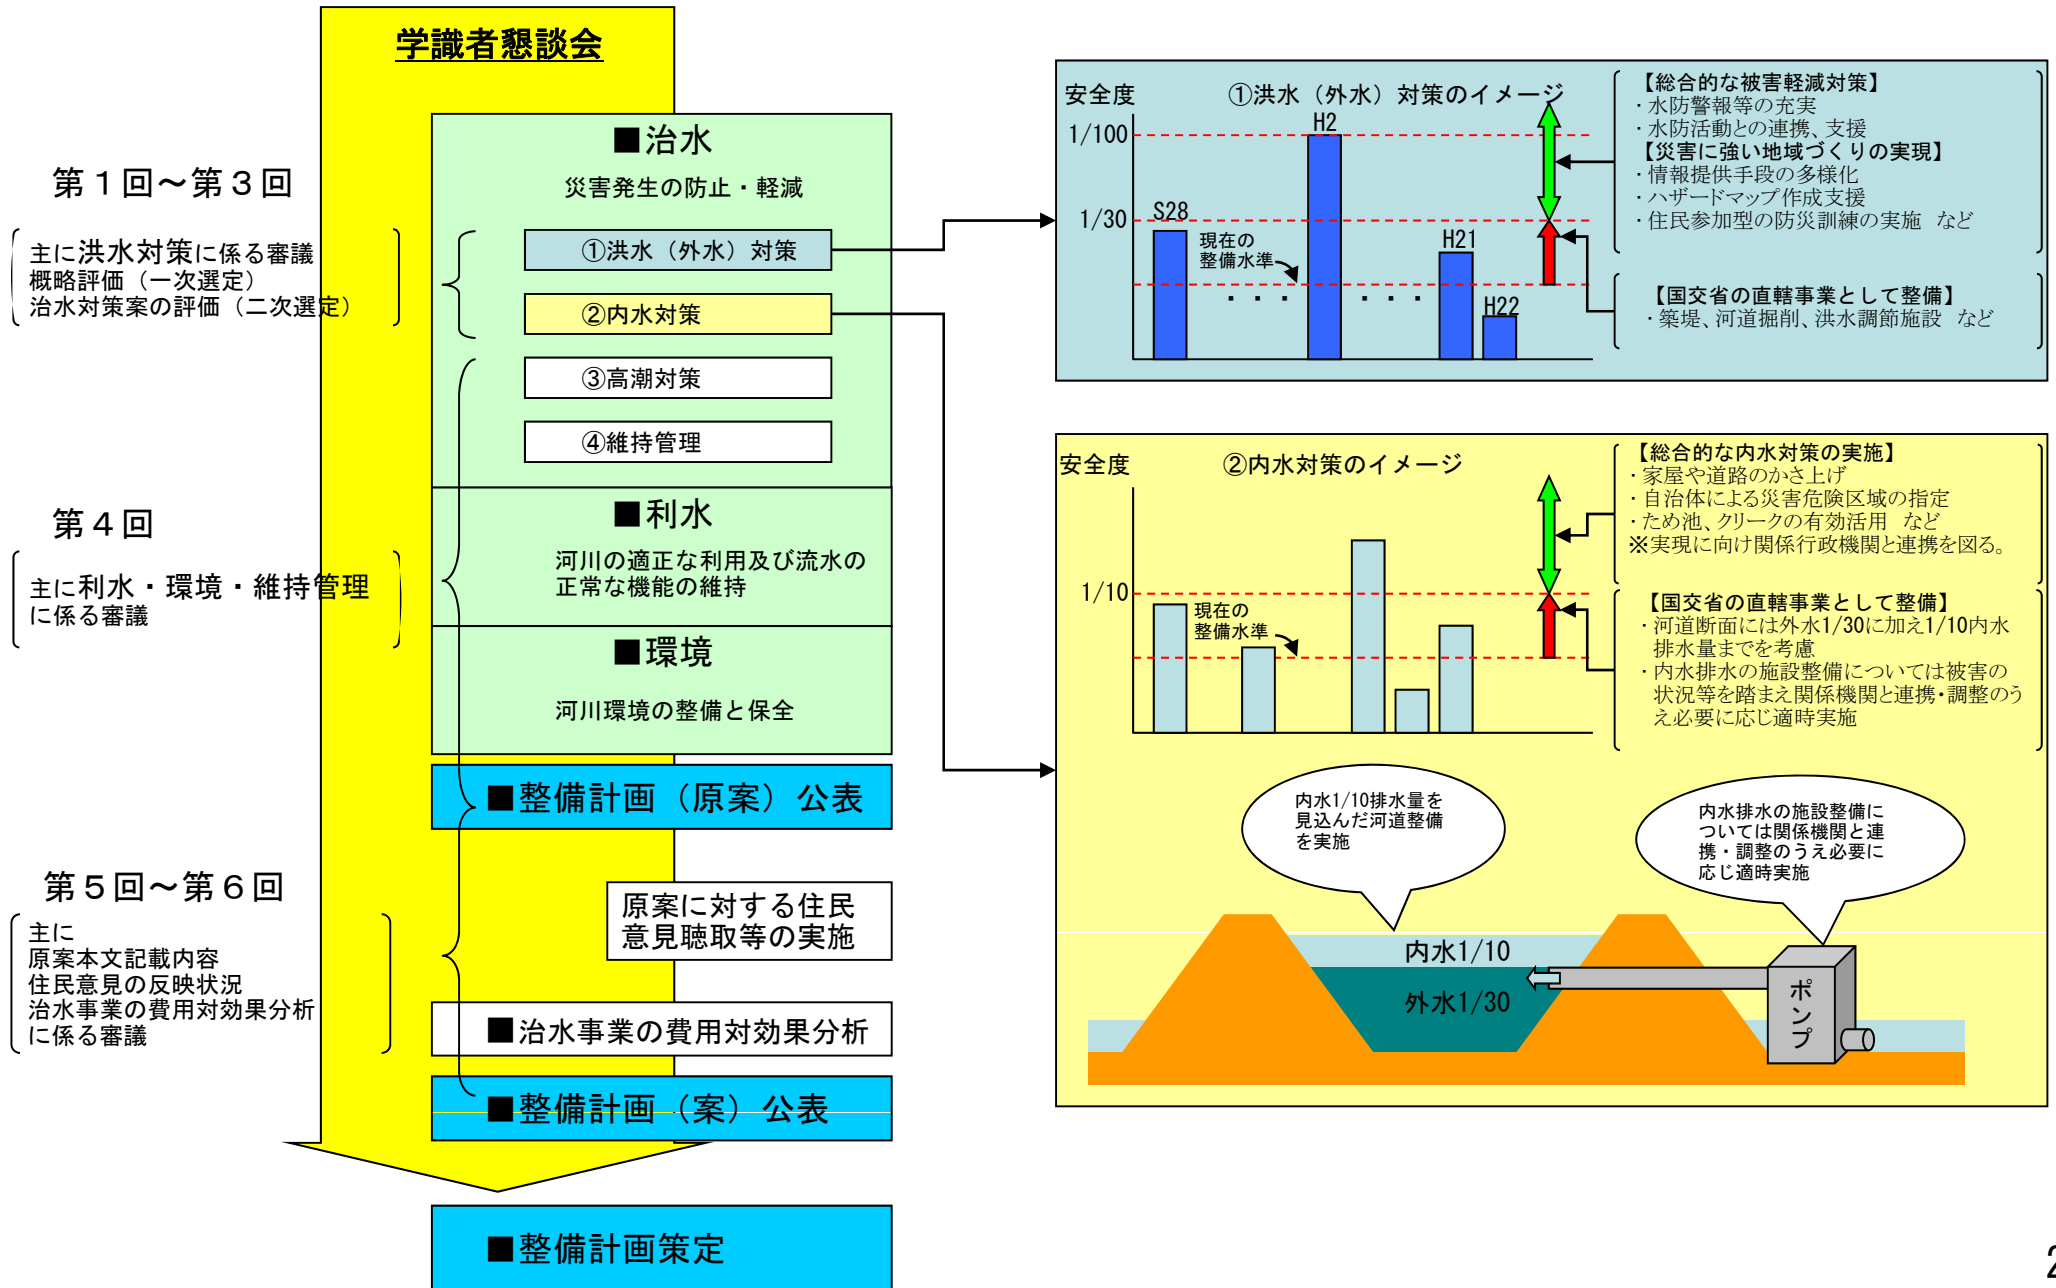 学識者懇談会
第１回～第３回
主に洪水対策に係る審議
概略評価（一次選定）
治水対策案の評価（二次選定）
第４回
主に利水・環境・維持管理
に係る審議
第５回～第６回
主に
原案本文記載内容
住民意見の反映状況
治水事業の費用対効果分析
に係る審議
■治水
災害発生の防止・軽減
①洪水（外水）対策
②内水対策
③高潮対策
④維持管理
■利水
河川の適正な利用及び流水の
正常な機能の維持
■環境
河川環境の整備と保全
■整備計画（原案）公表
原案に対する住民
意見聴取等の実施
■治水事業の費用対効果分析
■整備計画（案）公表
■整備計画策定
安全度
①洪水（外水）対策のイメージ
1/100
1/30
S28
H2
H21
H22
現在の
整備水準
・・・
・・・
【総合的な被害軽減対策】
・水防警報等の充実
・水防活動との連携、支援
【災害に強い地域づくりの実現】
・情報提供手段の多様化
・ハザードマップ作成支援
・住民参加型の防災訓練の実施　など
【国交省の直轄事業として整備】
・築堤、河道掘削、洪水調節施設　など
安全度
②内水対策のイメージ
1/10
現在の
整備水準
【総合的な内水対策の実施】
・家屋や道路のかさ上げ
・自治体による災害危険区域の指定
・ため池、クリークの有効活用　など
※実現に向け関係行政機関と連携を図る。
【国交省の直轄事業として整備】
・河道断面には外水1/30に加え1/10内水
排水量までを考慮
・内水排水の施設整備については被害の
状況等を踏まえ関係機関と連携・調整のう
え必要に応じ適時実施
内水1/10排水量を
見込んだ河道整備
を実施
内水排水の施設整備に
ついては関係機関と連
携・調整のうえ必要に
応じ適時実施
内水1/10
外水1/30
ポンプ
2